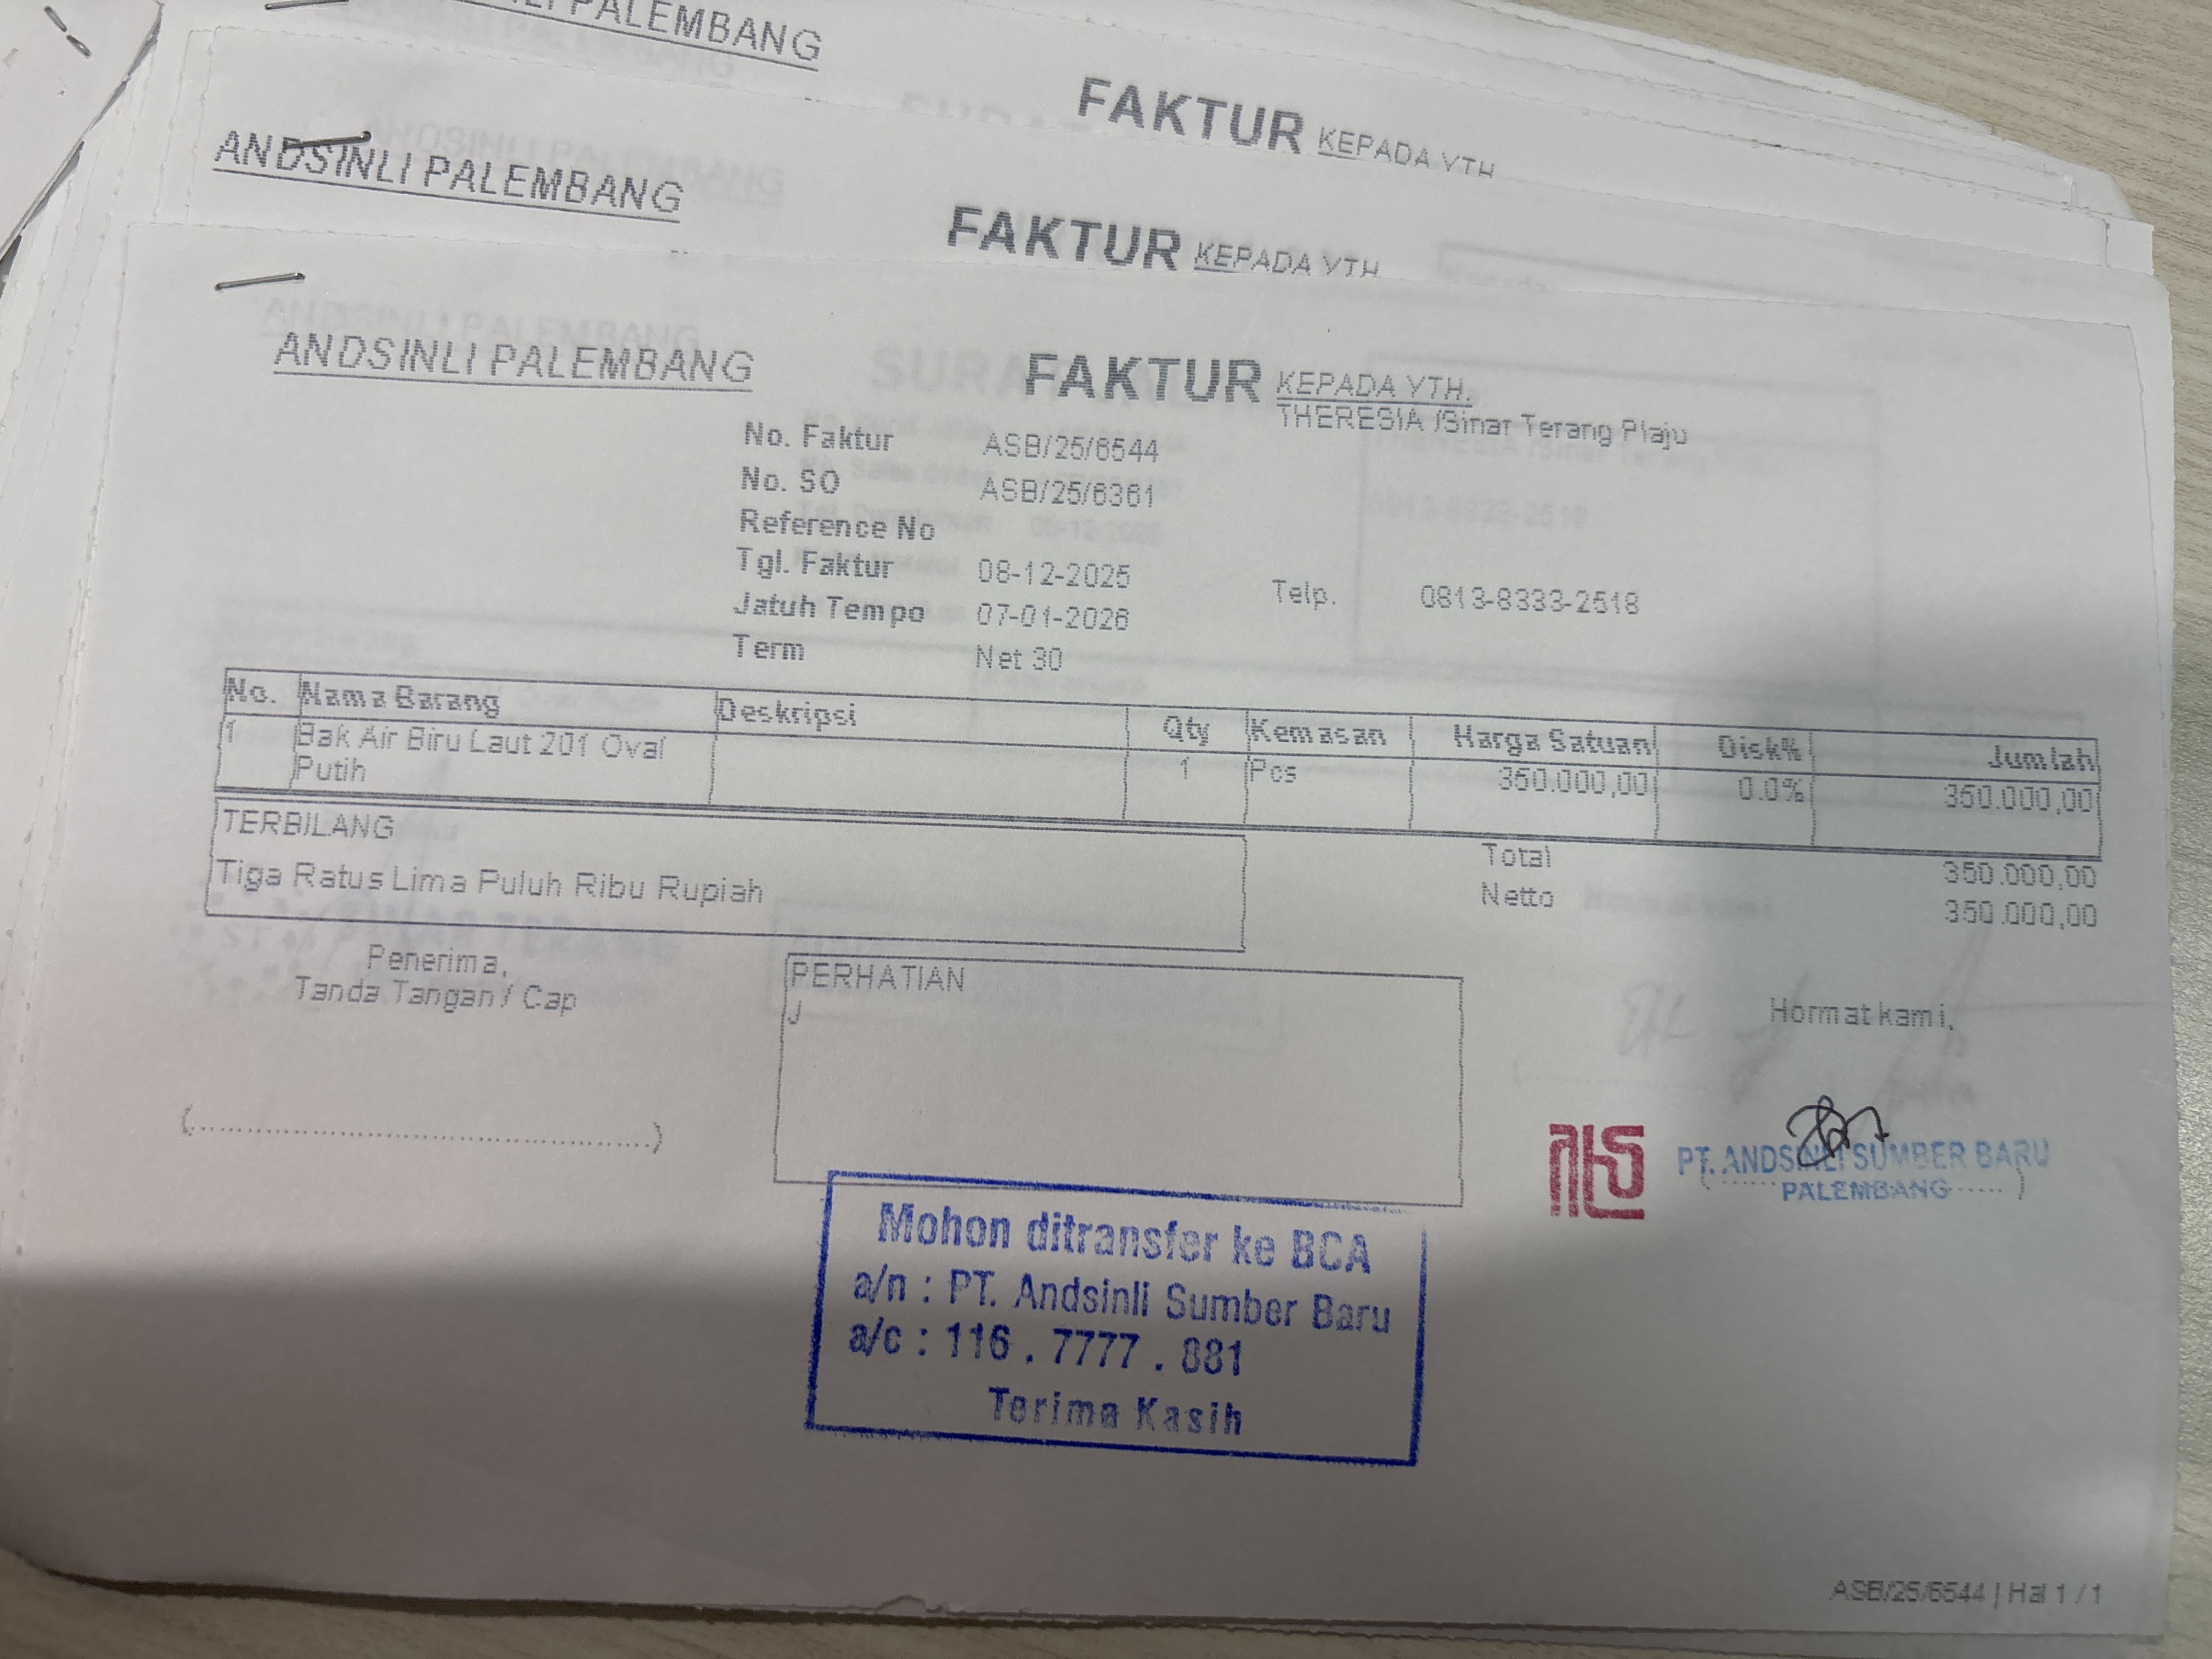 LI PALEMBANG
FAKTUR KEPADA YTH
ANDSINLI PALEMBANG
FAKTUR KEPADA YTH
ANDSINLI PALEMBANG
FAKTUR KEPADA YTH.
THERESIA /Sinar Terang Plaju
No. Faktur ASB/25/6544
No. SO ASB/25/6361
Reference No
Tgl. Faktur 08-12-2025
Jatuh Tempo 07-01-2026
Telp. 0813-8333-2518
Term Net 30
No. Nama Barang Deskripsi Qty Kemasan Harga Satuan Disk% Jumlah
1 Bak Air Biru Laut 201 Oval 1 Pcs 350.000,00 0.0% 350.000,00
Putih
TERBILANG
Tiga Ratus Lima Puluh Ribu Rupiah
Total 350.000,00
Netto 350.000,00
Penerima,
Tanda Tangan / Cap
PERHATIAN
J
Hormat kami,
(....................................................)
PT. ANDSINLI SUMBER BARU
PALEMBANG
Mohon ditransfer ke BCA
a/n : PT. Andsinli Sumber Baru
a/c : 116 . 7777 . 881
Terima Kasih
ASB/25/6544 | Hal 1 / 1